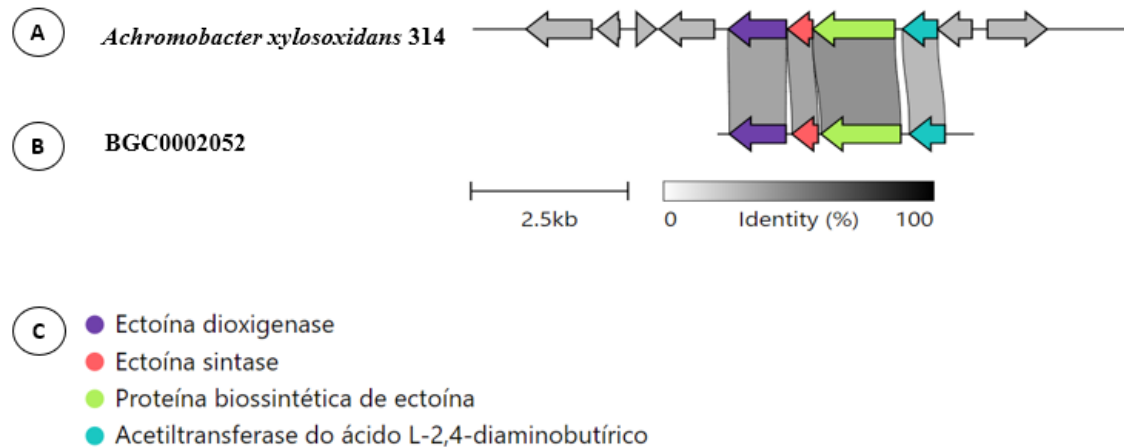 A
Achromobacter xylosoxidans 314
B
BGC0002052
2.5kb
0 Identity (%) 100
C
Ectoína dioxigenase
Ectoína sintase
Proteína biossintética de ectoína
Acetiltransferase do ácido L-2,4-diaminobutírico